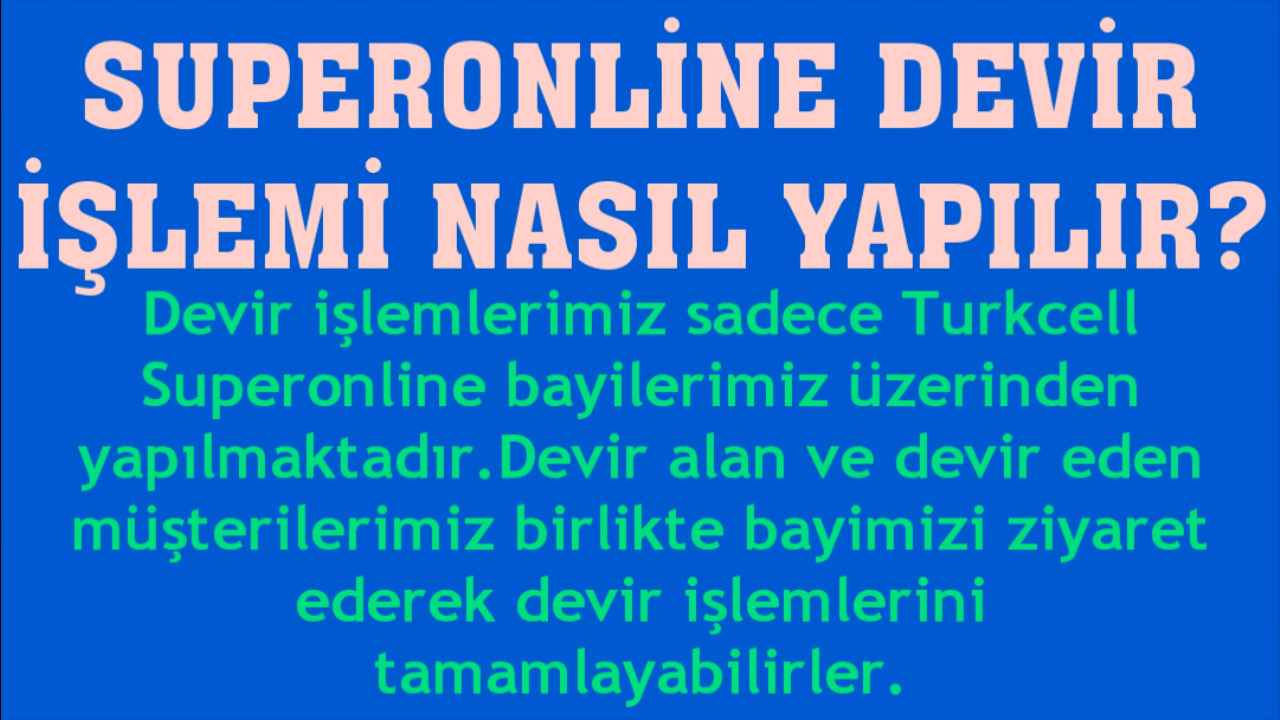 SUPERONLİNE DEVİR
İŞLEMİ NASIL YAPILIR?
Devir işlemlerimiz sadece Turkcell
Superonline bayilerimiz üzerinden
yapılmaktadır.Devir alan ve devir eden
müşterilerimiz birlikte bayimizi ziyaret
ederek devir işlemlerini
tamamlayabilirler.